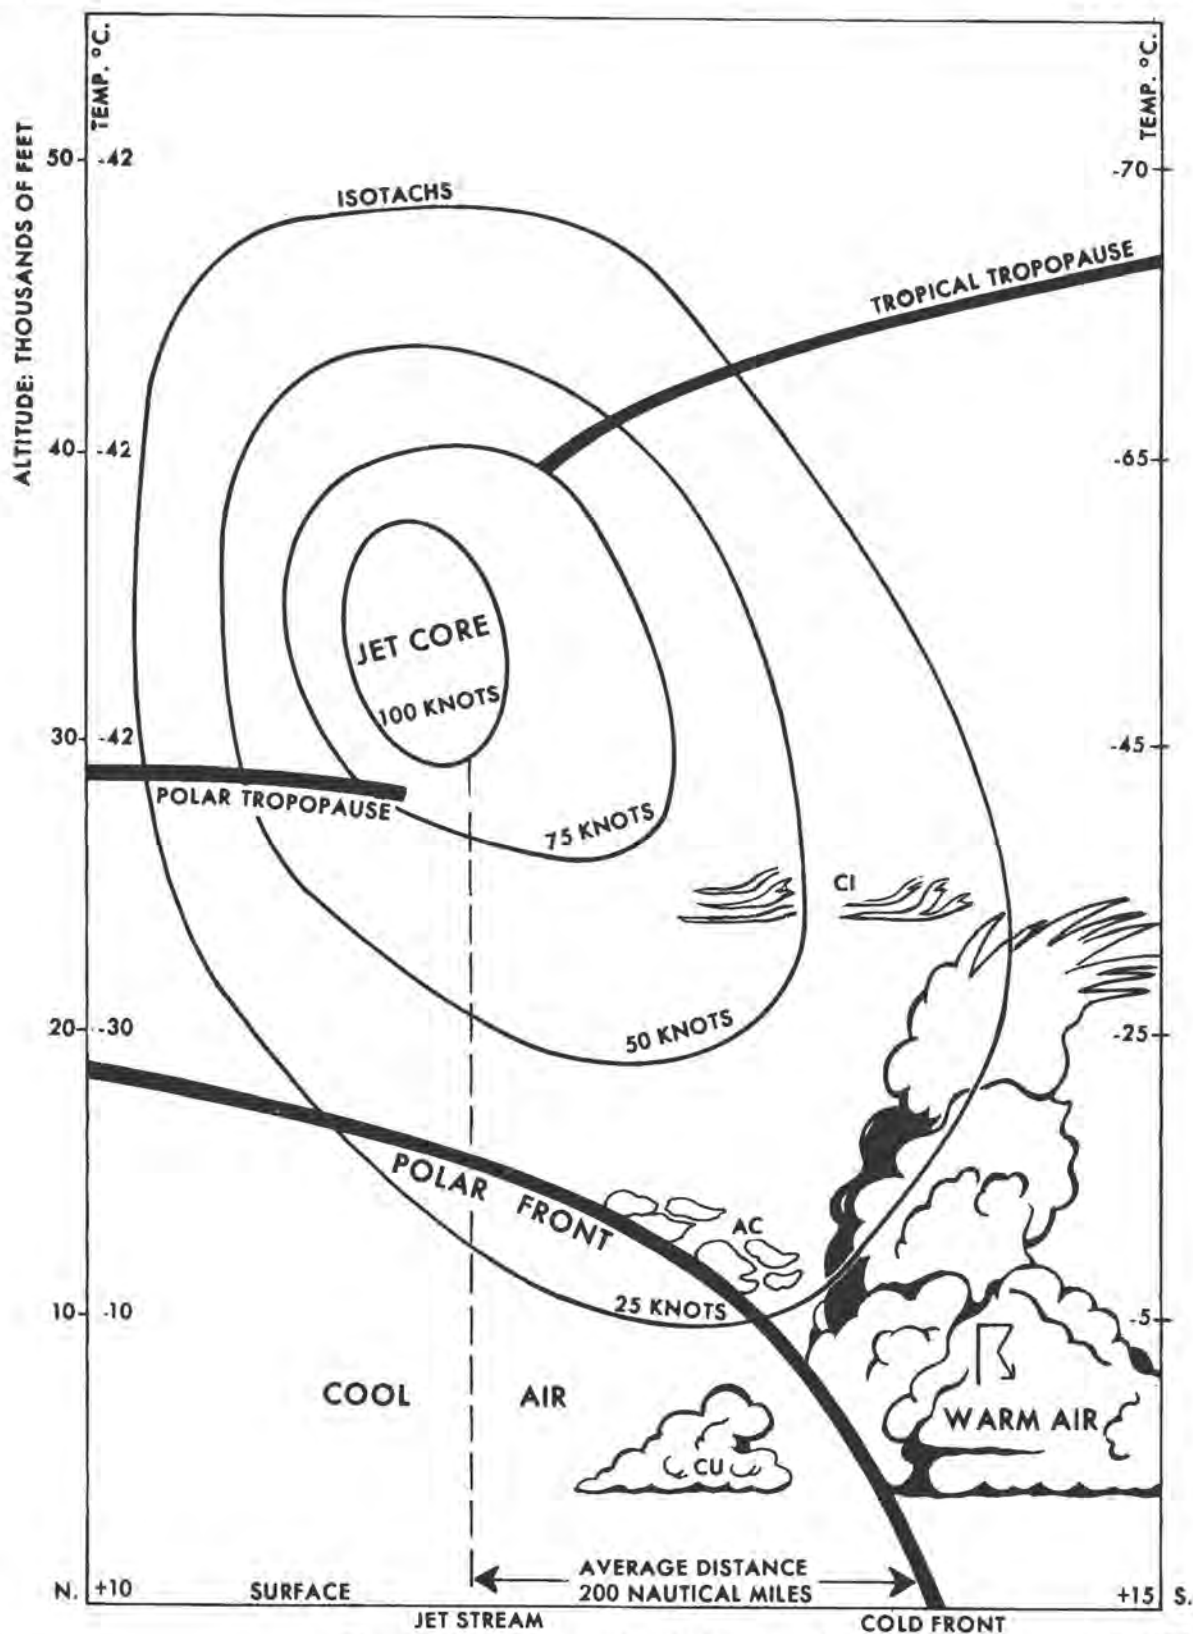 TEMP. °C.
TEMP. °C.
ALTITUDE: THOUSANDS OF FEET
50 -42
-70
ISOTACHS
TROPICAL TROPOPAUSE
40 -42
-65
JET CORE
100 KNOTS
30 -42
-45
POLAR TROPOPAUSE
75 KNOTS
CI
20 -30
-25
50 KNOTS
POLAR FRONT
AC
10 -10
25 KNOTS
-5
COOL AIR
WARM AIR
CU
AVERAGE DISTANCE
200 NAUTICAL MILES
N. +10
SURFACE
+15 S.
JET STREAM
COLD FRONT